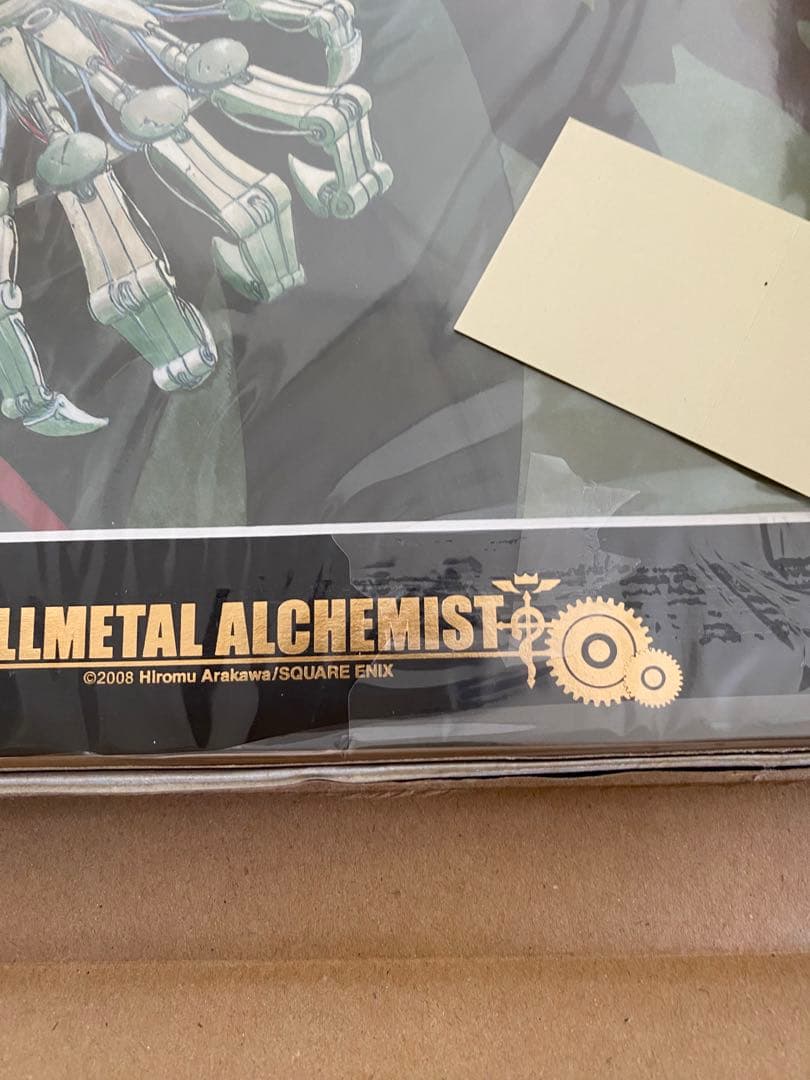 LLMETAL ALCHEMIST
©2008 Hiromu Arakawa/SQUARE ENIX